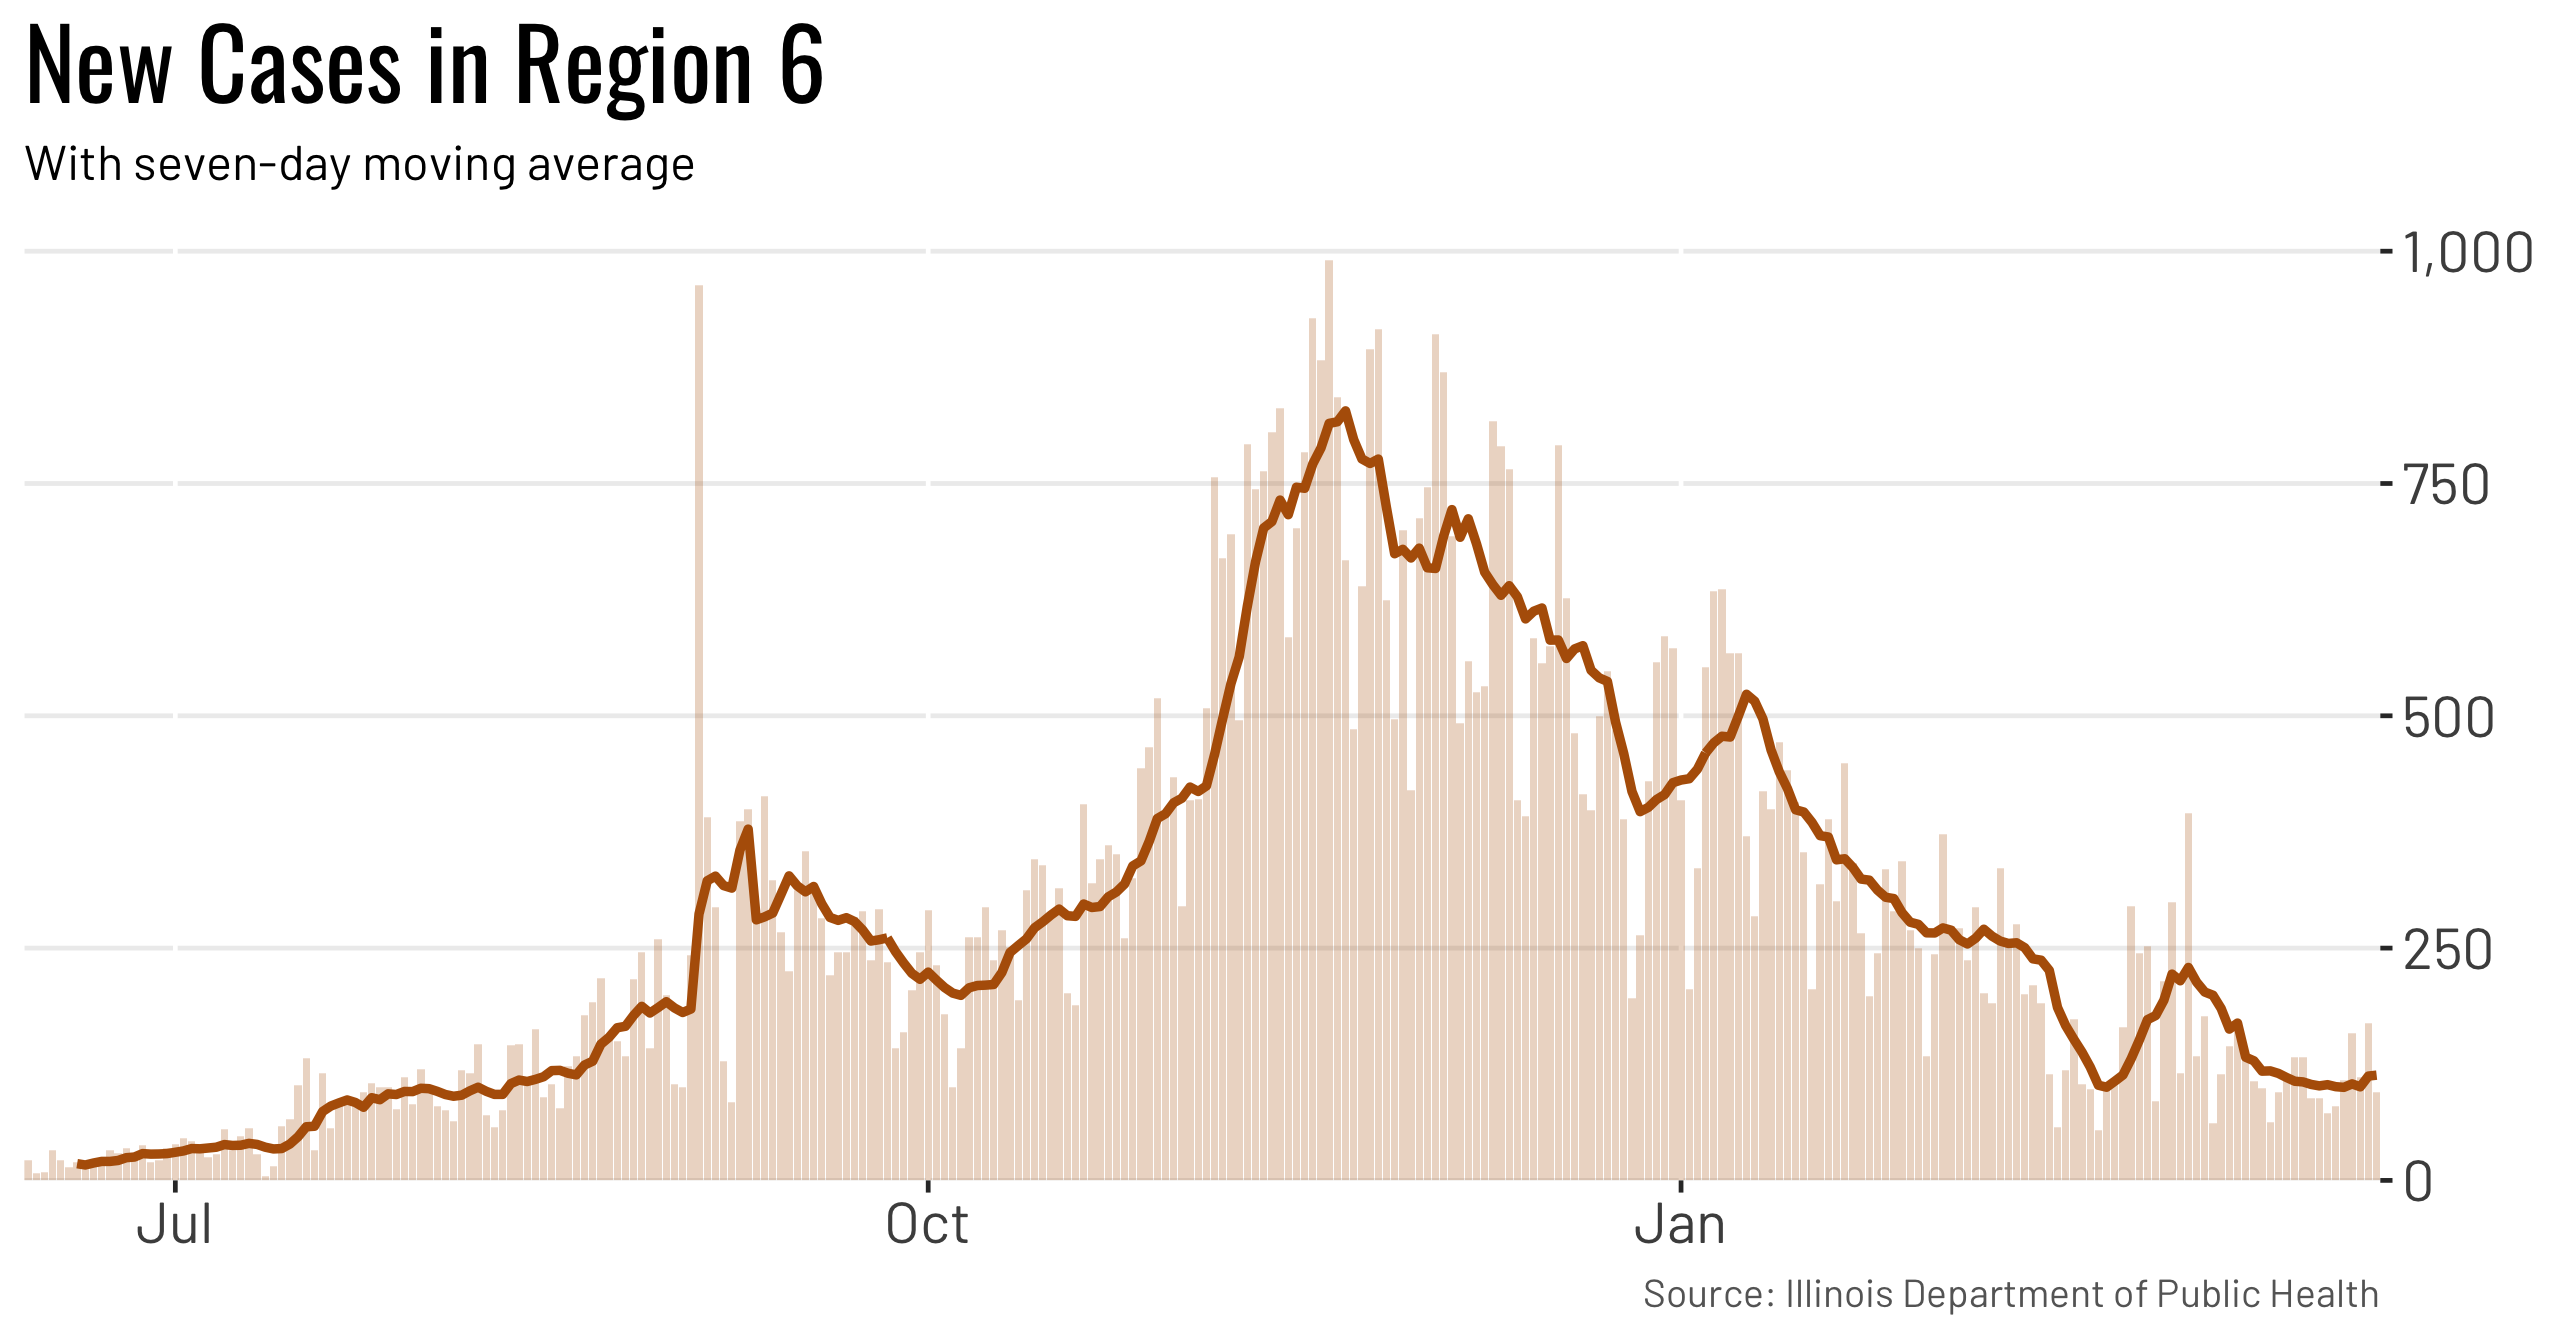 New Cases in Region 6
With seven-day moving average
1,000
750
500
250
0
Jul Oct Jan
Source: Illinois Department of Public Health